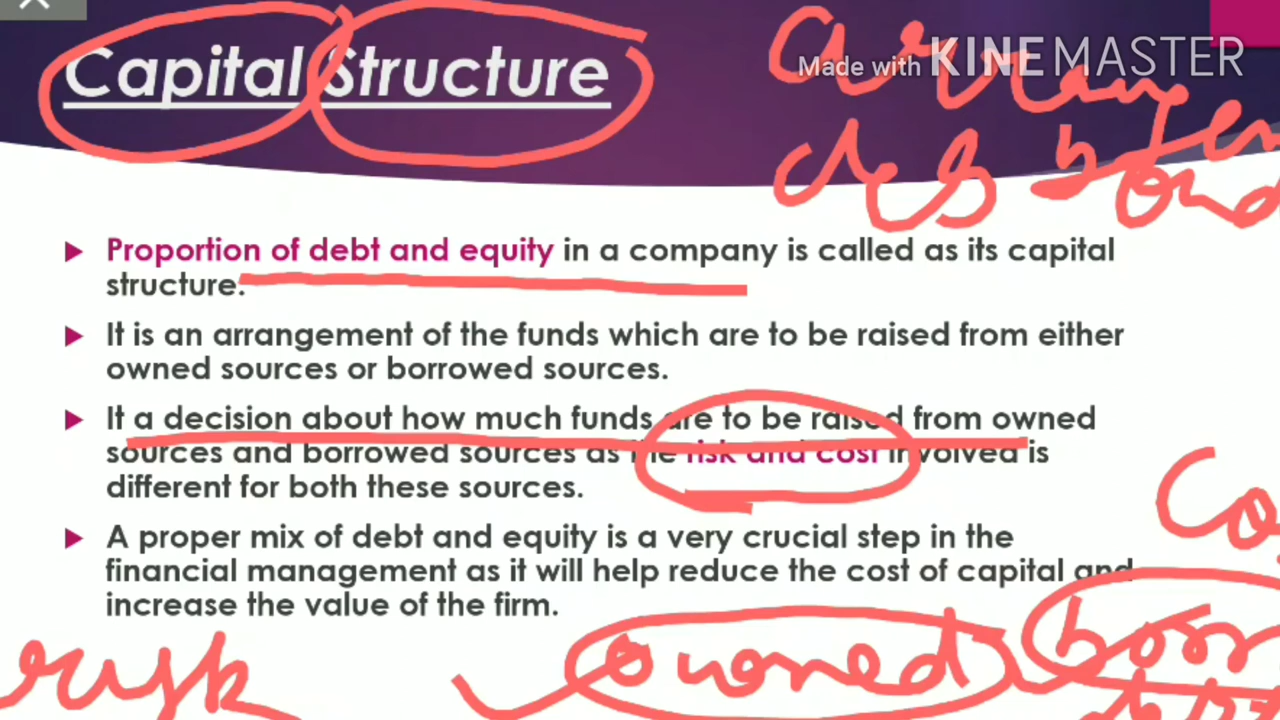 Capital Structure
Made with KINEMASTER
Proportion of debt and equity in a company is called as its capital
structure.
It is an arrangement of the funds which are to be raised from either
owned sources or borrowed sources.
It a decision about how much funds are to be raised from owned
sources and borrowed sources as the risk and cost involved is
different for both these sources.
A proper mix of debt and equity is a very crucial step in the
financial management as it will help reduce the cost of capital and
increase the value of the firm.
risk owned